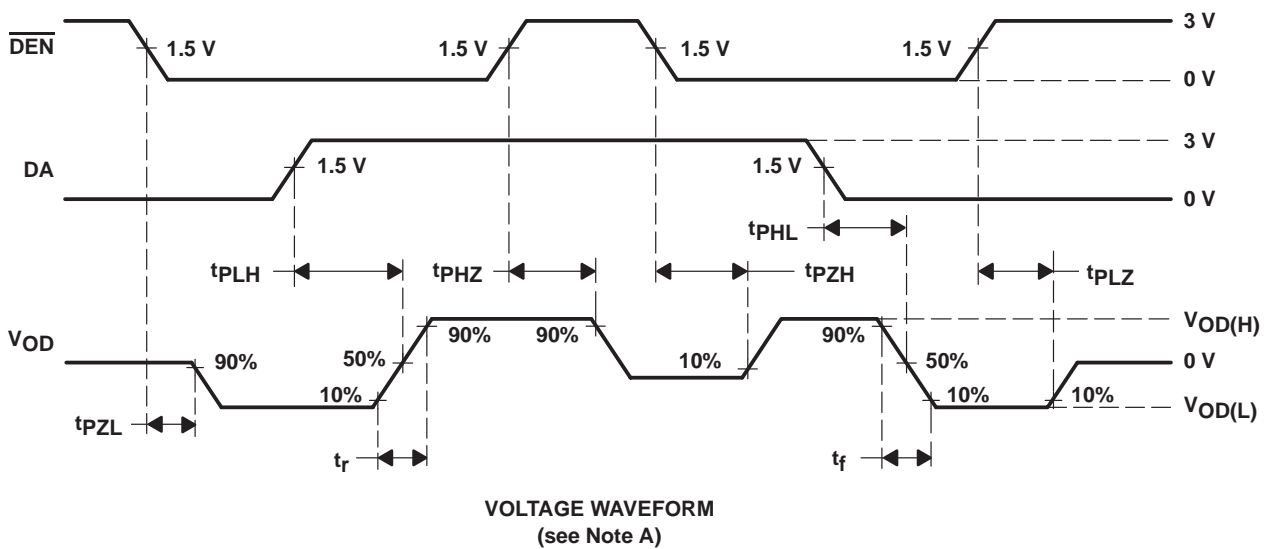 DEN
1.5 V 1.5 V 1.5 V 1.5 V
3 V
0 V
DA
1.5 V 1.5 V
3 V
0 V
tPHL
tPLH tPHZ tPZH tPLZ
VOD
90% 50% 10% 90% 90% 10% 90% 50% 10% 10%
VOD(H)
0 V
VOD(L)
tPZL
tr tf
VOLTAGE WAVEFORM
(see Note A)